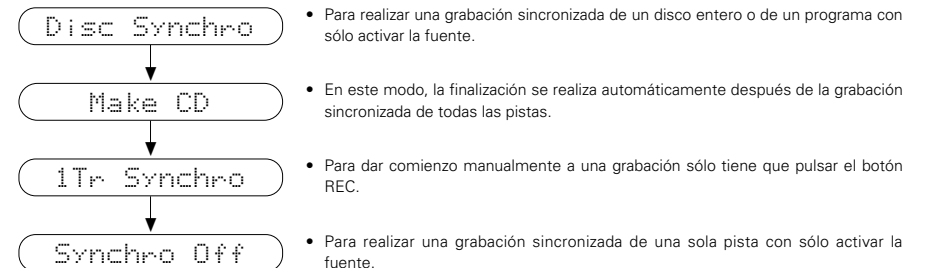 Disc Synchro
• Para realizar una grabación sincronizada de un disco entero o de un programa con
sólo activar la fuente.
Make CD
• En este modo, la finalización se realiza automáticamente después de la grabación
sincronizada de todas las pistas.
1Tr Synchro
• Para dar comienzo manualmente a una grabación sólo tiene que pulsar el botón
REC.
Synchro Off
• Para realizar una grabación sincronizada de una sola pista con sólo activar la
fuente.